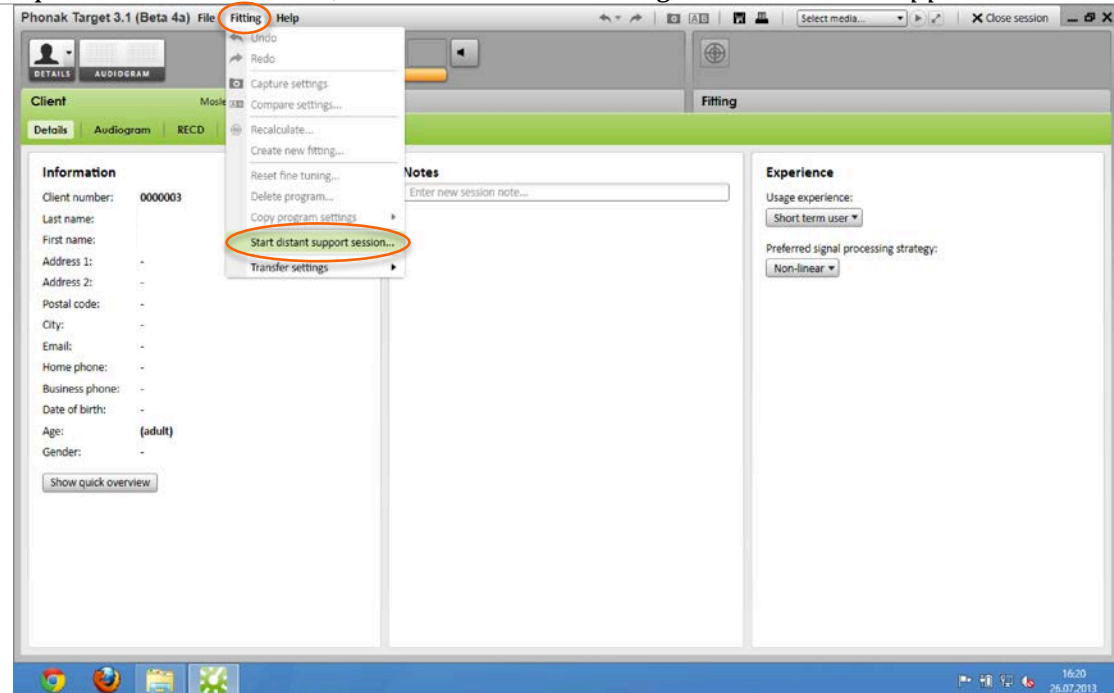 Phonak Target 3.1 (Beta 4a) File Fitting Help Select media... Close session
DETAILS AUDIOGRAM
Client Fitting
Details Audiogram RECD
Undo
Redo
Capture settings
Compare settings...
Recalculate...
Create new fitting...
Reset fine tuning...
Delete program...
Copy program settings
Start distant support session...
Transfer settings
Information
Client number: 0000003
Last name:
First name:
Address 1: -
Address 2: -
Postal code: -
City: -
Email: -
Home phone: -
Business phone: -
Date of birth: -
Age: (adult)
Gender: -
Show quick overview
Notes
Enter new session note...
Experience
Usage experience:
Short term user
Preferred signal processing strategy:
Non-linear
16:20
26.07.2013